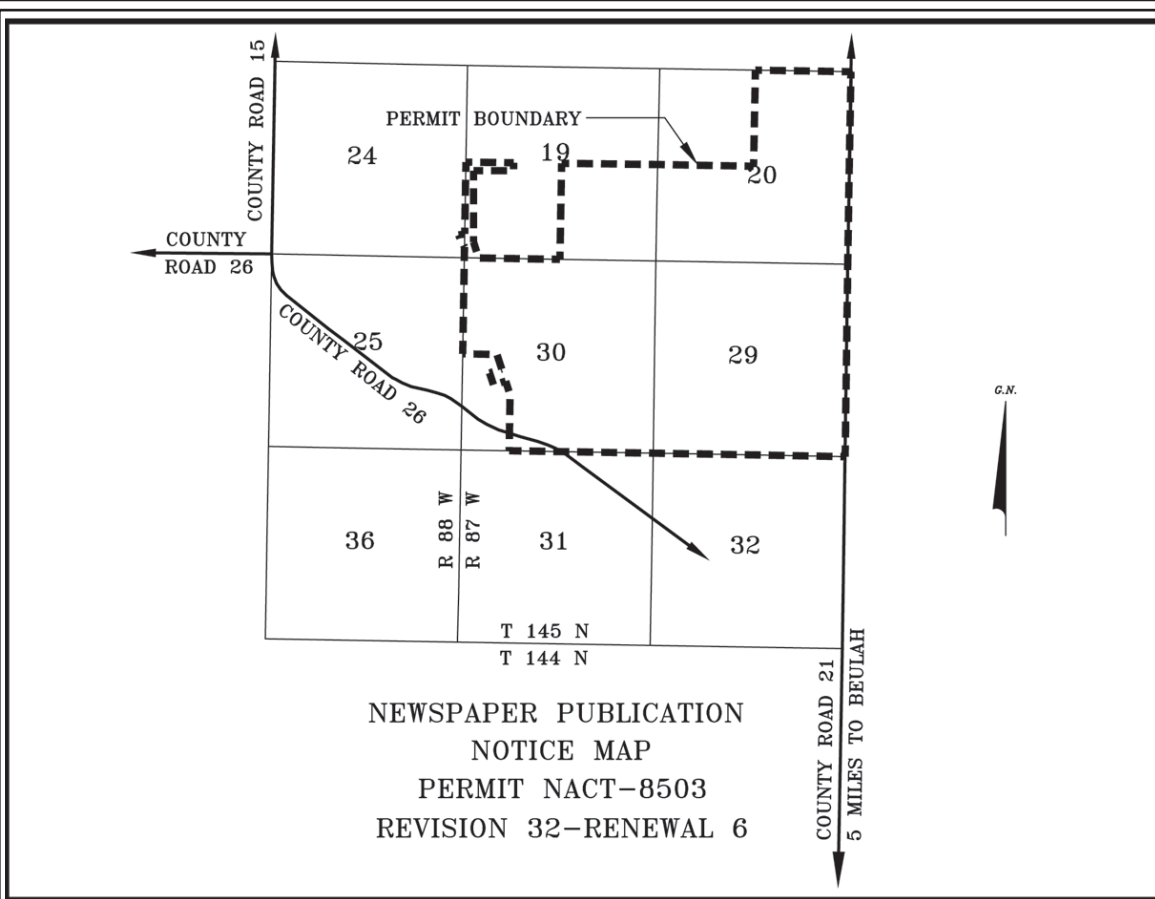 COUNTY ROAD 15
PERMIT BOUNDARY
24
19
20
COUNTY
ROAD 26
COUNTY ROAD 26
25
30
29
G.N.
R 88 W
R 87 W
36
31
32
T 145 N
T 144 N
COUNTY ROAD 21
5 MILES TO BEULAH
NEWSPAPER PUBLICATION
NOTICE MAP
PERMIT NACT-8503
REVISION 32-RENEWAL 6